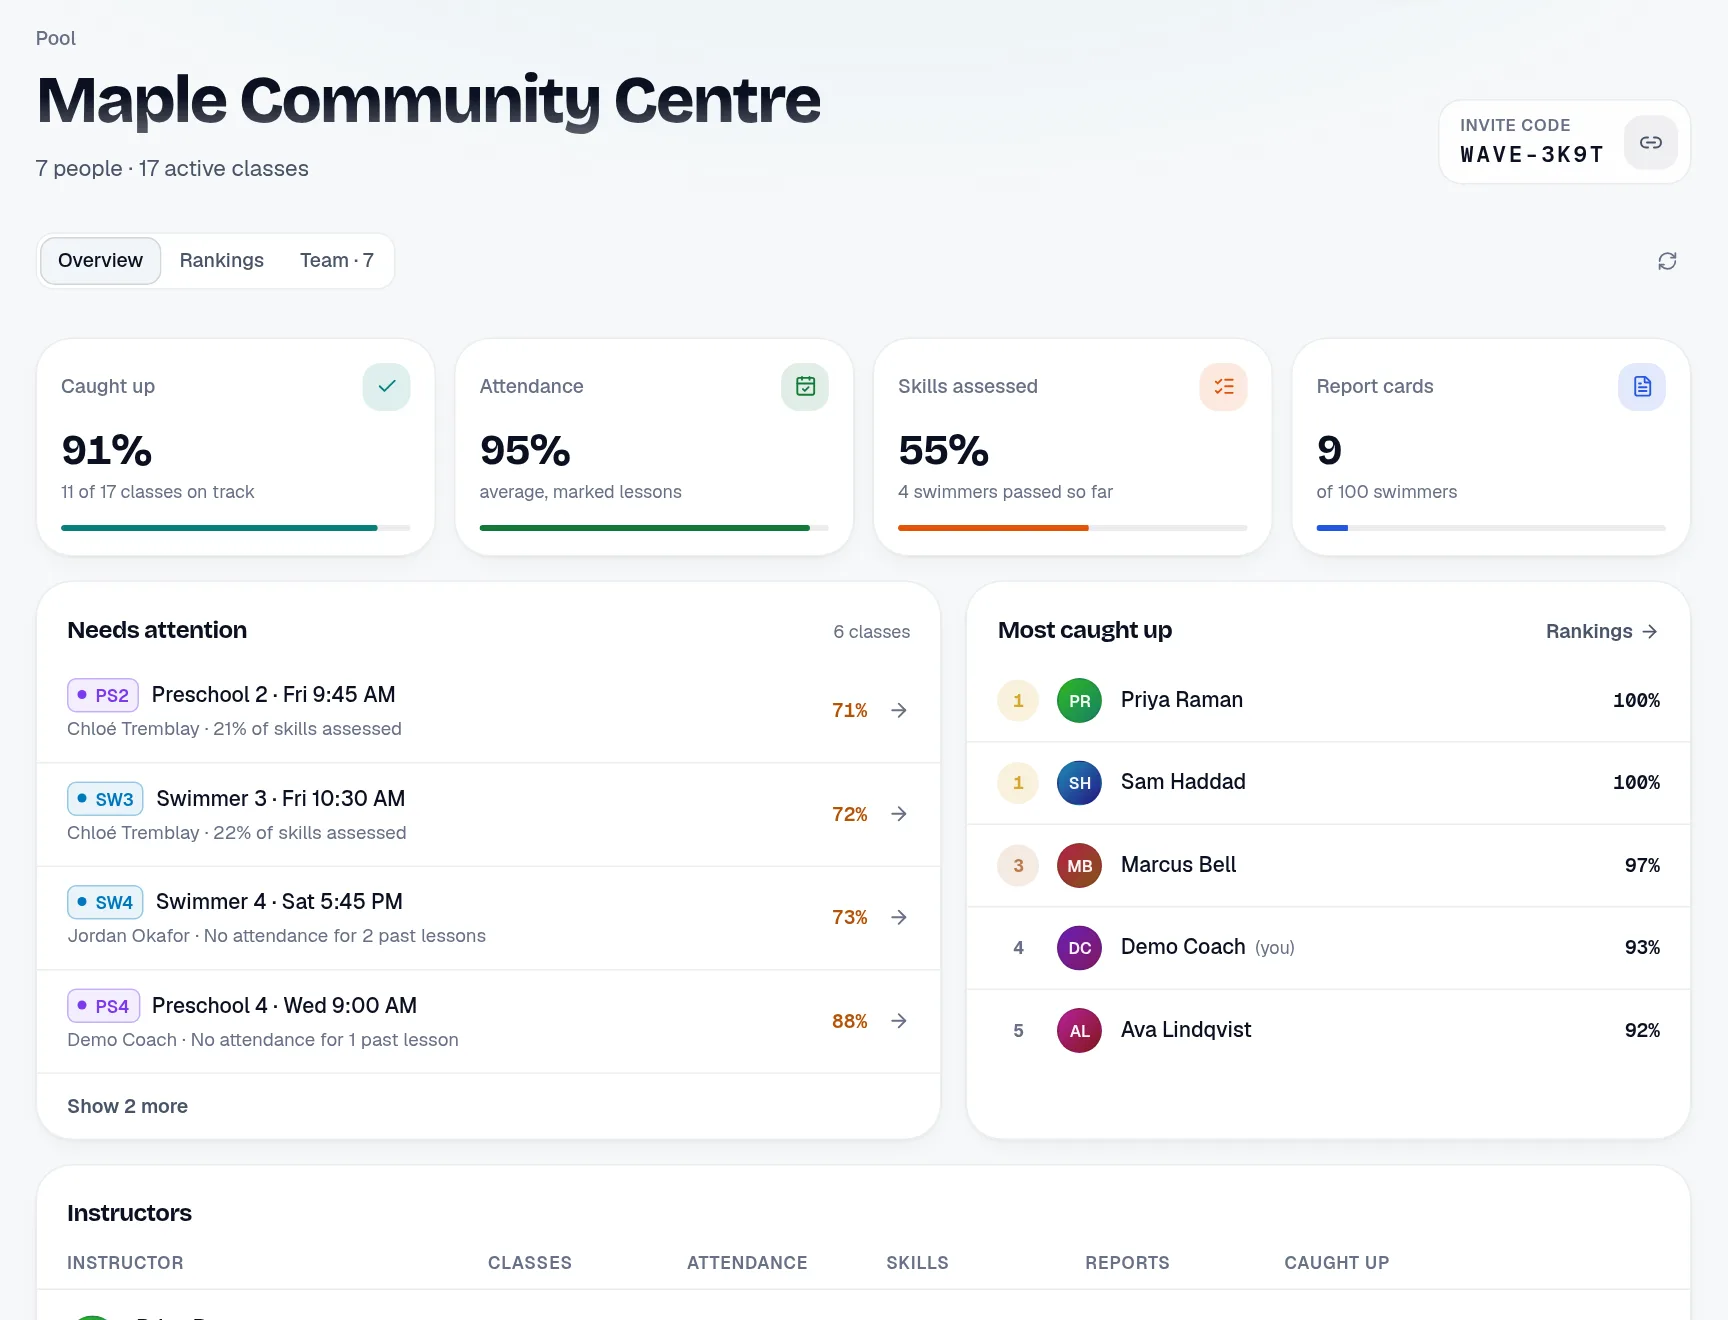 Pool
Maple Community Centre
7 people · 17 active classes
INVITE CODE
WAVE-3K9T
Overview
Rankings
Team · 7
Caught up
91%
11 of 17 classes on track
Attendance
95%
average, marked lessons
Skills assessed
55%
4 swimmers passed so far
Report cards
9
of 100 swimmers
Needs attention
6 classes
PS2 Preschool 2 · Fri 9:45 AM
Chloé Tremblay · 21% of skills assessed
71%
SW3 Swimmer 3 · Fri 10:30 AM
Chloé Tremblay · 22% of skills assessed
72%
SW4 Swimmer 4 · Sat 5:45 PM
Jordan Okafor · No attendance for 2 past lessons
73%
PS4 Preschool 4 · Wed 9:00 AM
Demo Coach · No attendance for 1 past lesson
88%
Show 2 more
Most caught up
Rankings
1 PR Priya Raman 100%
1 SH Sam Haddad 100%
3 MB Marcus Bell 97%
4 DC Demo Coach (you) 93%
5 AL Ava Lindqvist 92%
Instructors
INSTRUCTOR CLASSES ATTENDANCE SKILLS REPORTS CAUGHT UP